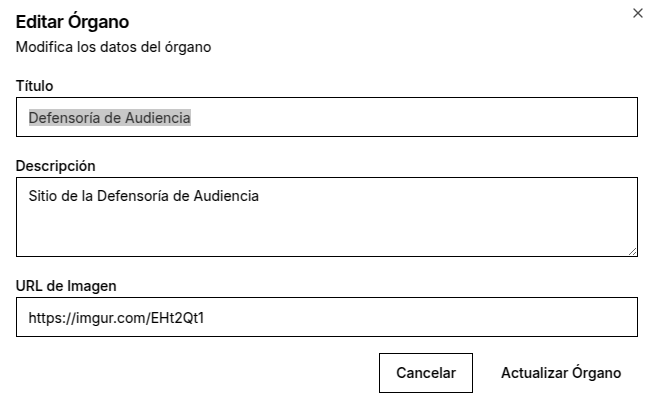 Editar Órgano
Modifica los datos del órgano
Título
Defensoría de Audiencia
Descripción
Sitio de la Defensoría de Audiencia
URL de Imagen
https://imgur.com/EHt2Qt1
Cancelar
Actualizar Órgano